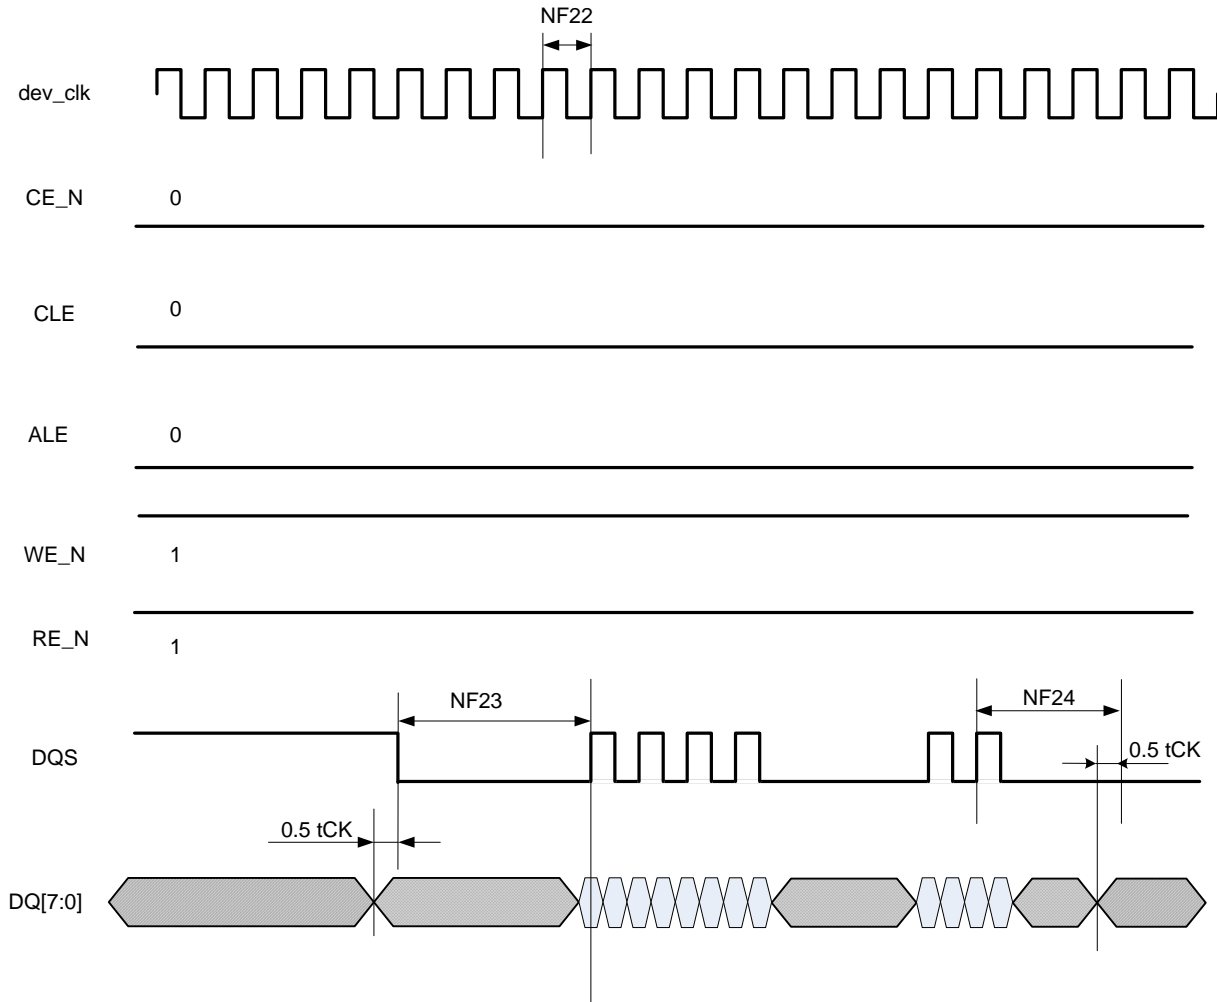 NF22
dev_clk
CE_N
0
CLE
0
ALE
0
WE_N
1
RE_N
1
NF23
NF24
DQS
0.5 tCK
0.5 tCK
DQ[7:0]